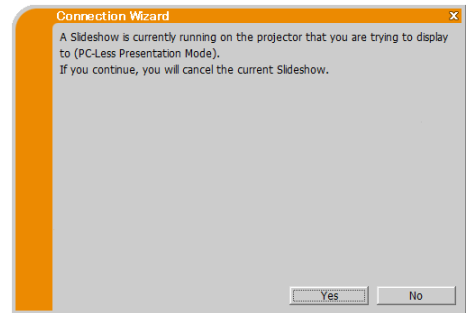 Connection Wizard
x
A Slideshow is currently running on the projector that you are trying to display
to (PC-Less Presentation Mode).
If you continue, you will cancel the current Slideshow.
Yes No